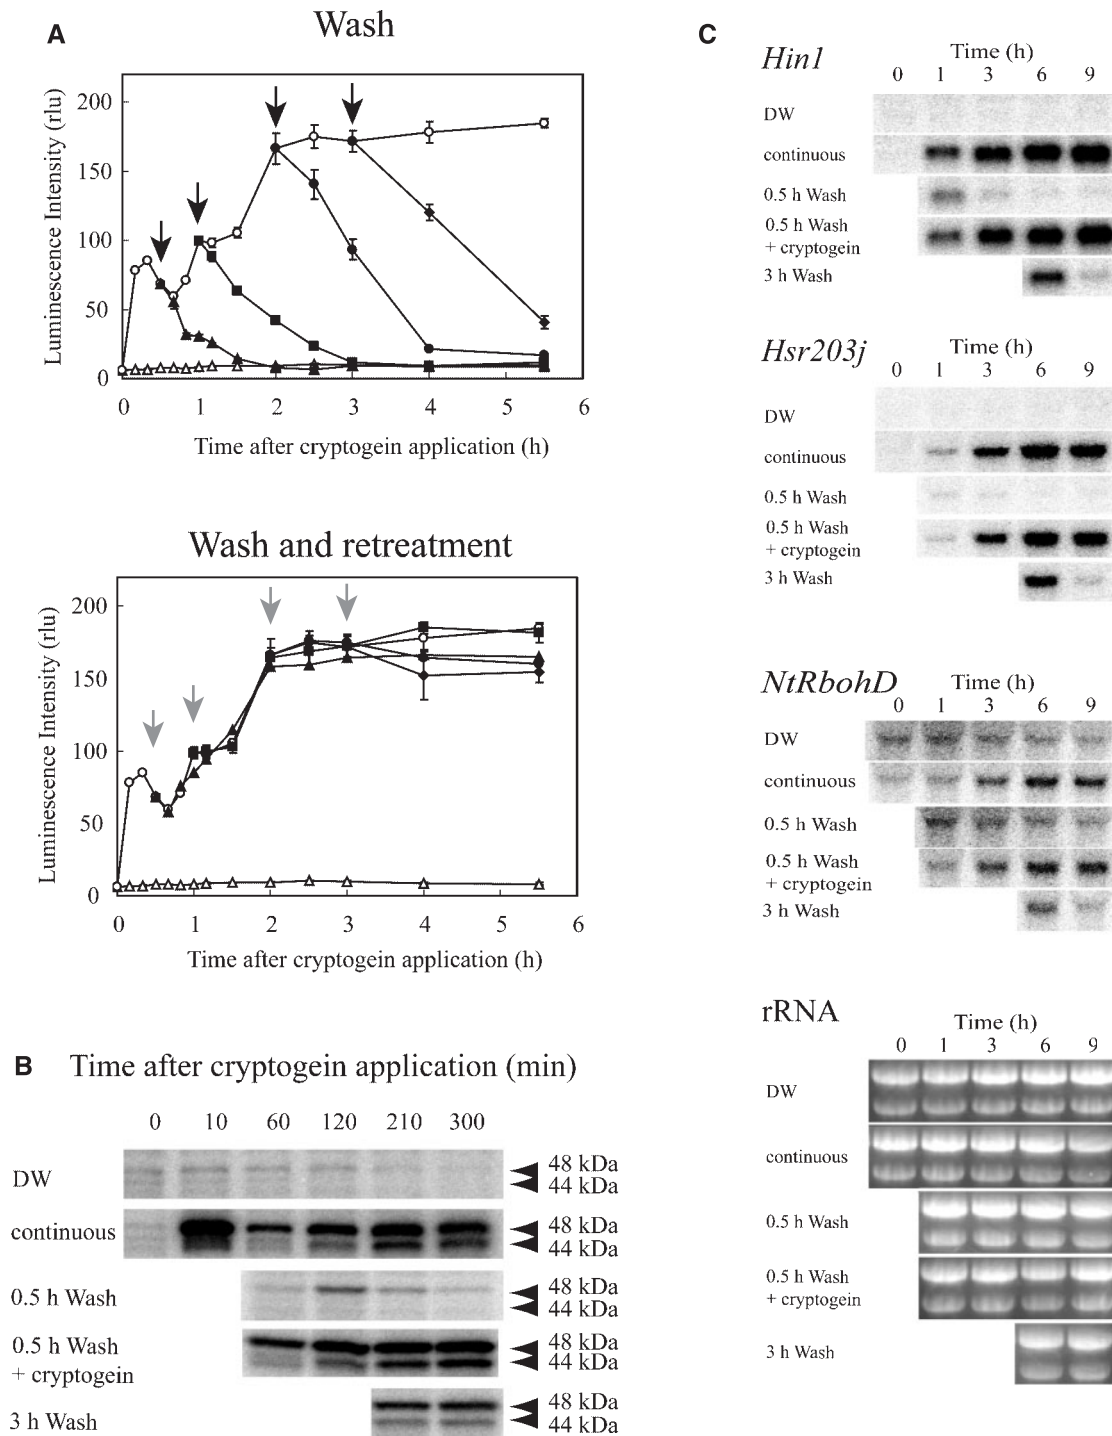 A
Wash
Luminescence Intensity (rlu)
200
150
100
50
0
0 1 2 3 4 5 6
Time after cryptogein application (h)
Wash and retreatment
Luminescence Intensity (rlu)
200
150
100
50
0
0 1 2 3 4 5 6
Time after cryptogein application (h)
B Time after cryptogein application (min)
0 10 60 120 210 300
DW
48 kDa
44 kDa
continuous
48 kDa
44 kDa
0.5 h Wash
48 kDa
44 kDa
0.5 h Wash
+ cryptogein
48 kDa
44 kDa
3 h Wash
48 kDa
44 kDa
C
Hin1
Time (h)
0 1 3 6 9
DW
continuous
0.5 h Wash
0.5 h Wash
+ cryptogein
3 h Wash
Hsr203j
Time (h)
0 1 3 6 9
DW
continuous
0.5 h Wash
0.5 h Wash
+ cryptogein
3 h Wash
NtRbohD
Time (h)
0 1 3 6 9
DW
continuous
0.5 h Wash
0.5 h Wash
+ cryptogein
3 h Wash
rRNA
Time (h)
0 1 3 6 9
DW
continuous
0.5 h Wash
0.5 h Wash
+ cryptogein
3 h Wash